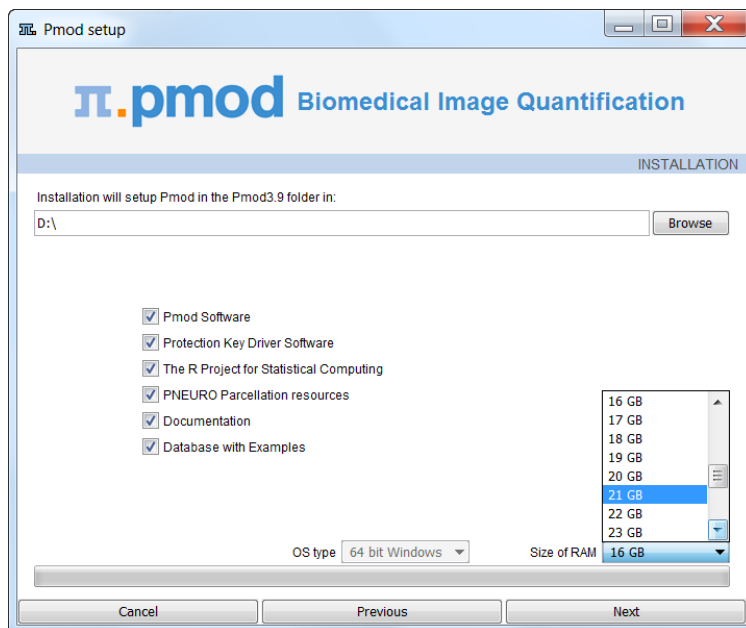 Pmod setup
π.pmod Biomedical Image Quantification
INSTALLATION
Installation will setup Pmod in the Pmod3.9 folder in:
D:\
Browse
Pmod Software
Protection Key Driver Software
The R Project for Statistical Computing
PNEURO Parcellation resources
Documentation
Database with Examples
16 GB
17 GB
18 GB
19 GB
20 GB
21 GB
22 GB
23 GB
OS type 64 bit Windows Size of RAM 16 GB
Cancel Previous Next